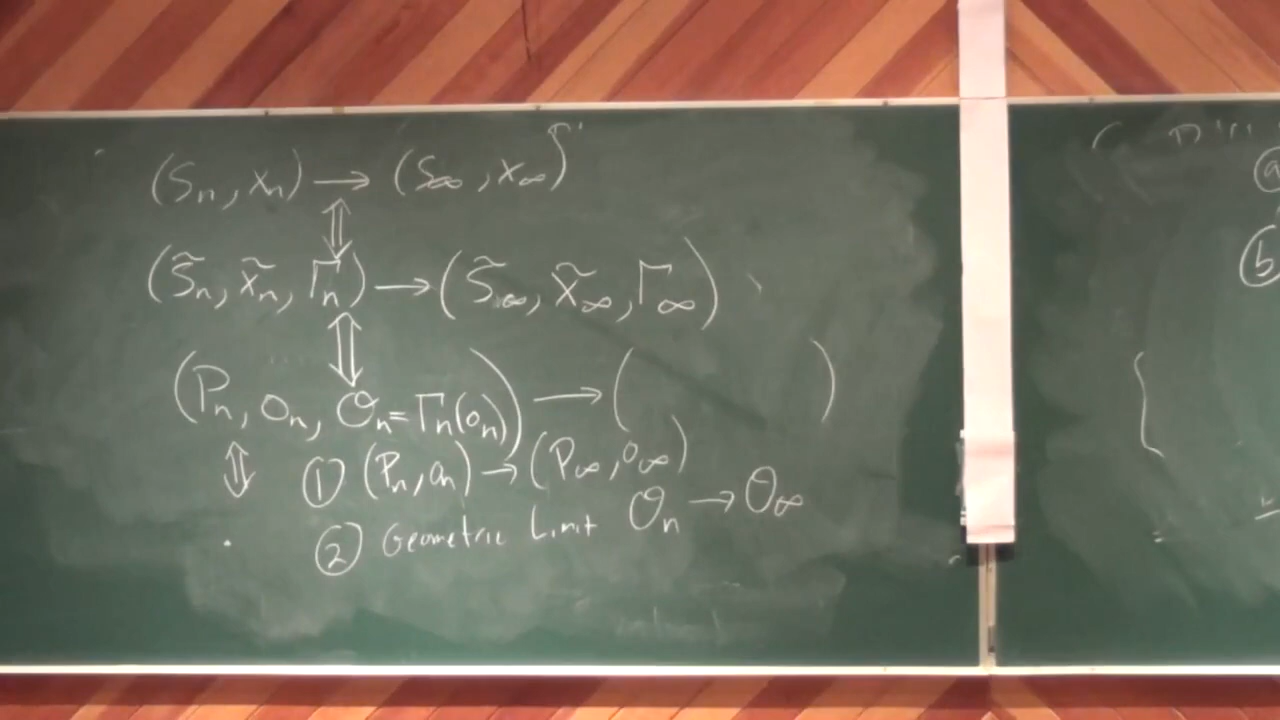 (Sₙ, xₙ) → (S∞, x∞)
⇕
(S̃ₙ, x̃ₙ, Γₙ) → (S̃∞, x̃∞, Γ∞)
⇕
(Pₙ, oₙ, Oₙ = Γₙ(oₙ)) → ( )
⇕ ① (Pₙ, oₙ) → (P∞, o∞)
② Geometric Limit Oₙ → O∞
ⓐ
ⓑ